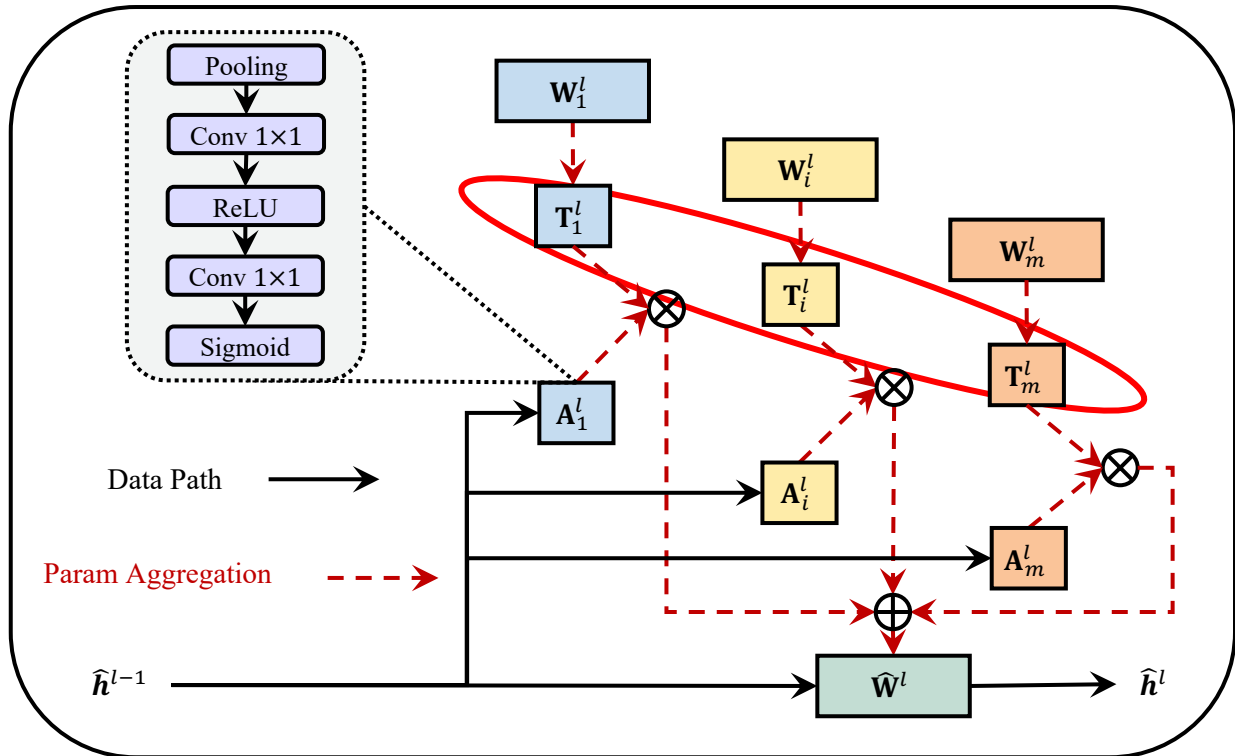 Pooling
Conv 1×1
ReLU
Conv 1×1
Sigmoid
𝐖₁ˡ
𝐖ᵢˡ
𝐖ₘˡ
𝐓₁ˡ
𝐓ᵢˡ
𝐓ₘˡ
𝐀₁ˡ
𝐀ᵢˡ
𝐀ₘˡ
Data Path
Param Aggregation
ĥˡ⁻¹
Ŵˡ
ĥˡ